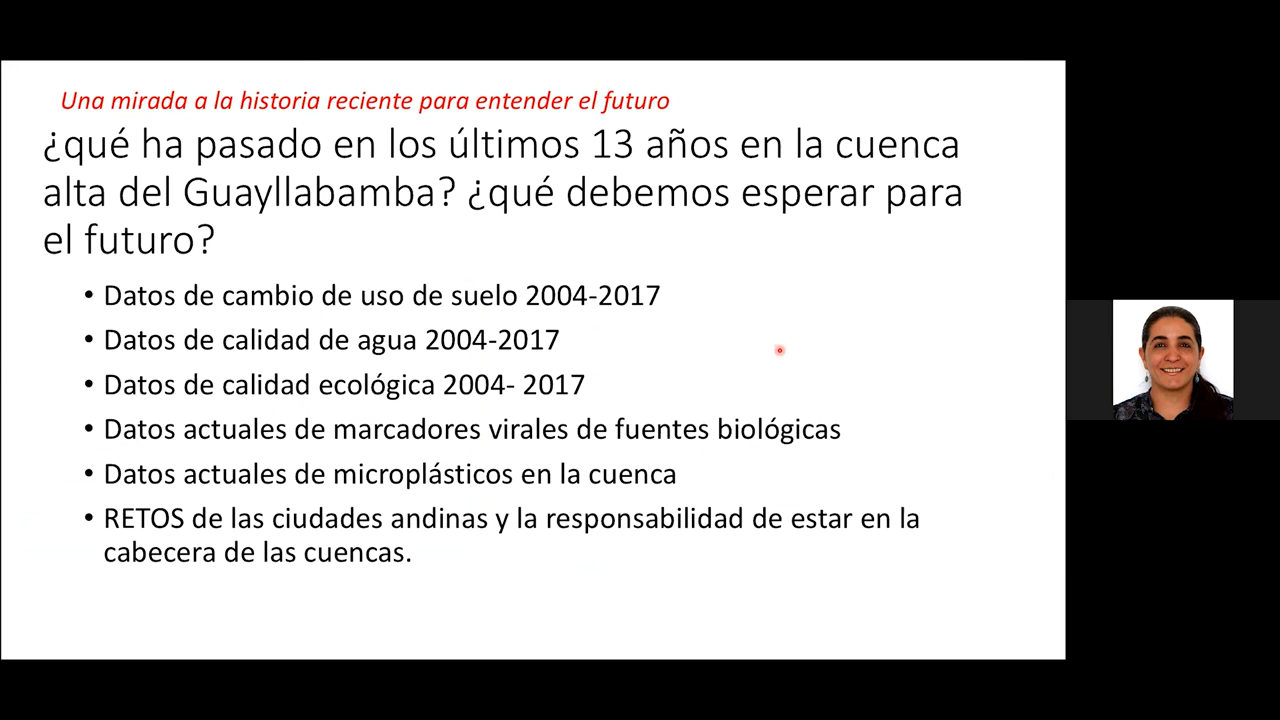 Una mirada a la historia reciente para entender el futuro
¿qué ha pasado en los últimos 13 años en la cuenca
alta del Guayllabamba? ¿qué debemos esperar para
el futuro?
• Datos de cambio de uso de suelo 2004-2017
• Datos de calidad de agua 2004-2017
• Datos de calidad ecológica 2004- 2017
• Datos actuales de marcadores virales de fuentes biológicas
• Datos actuales de microplásticos en la cuenca
• RETOS de las ciudades andinas y la responsabilidad de estar en la
cabecera de las cuencas.